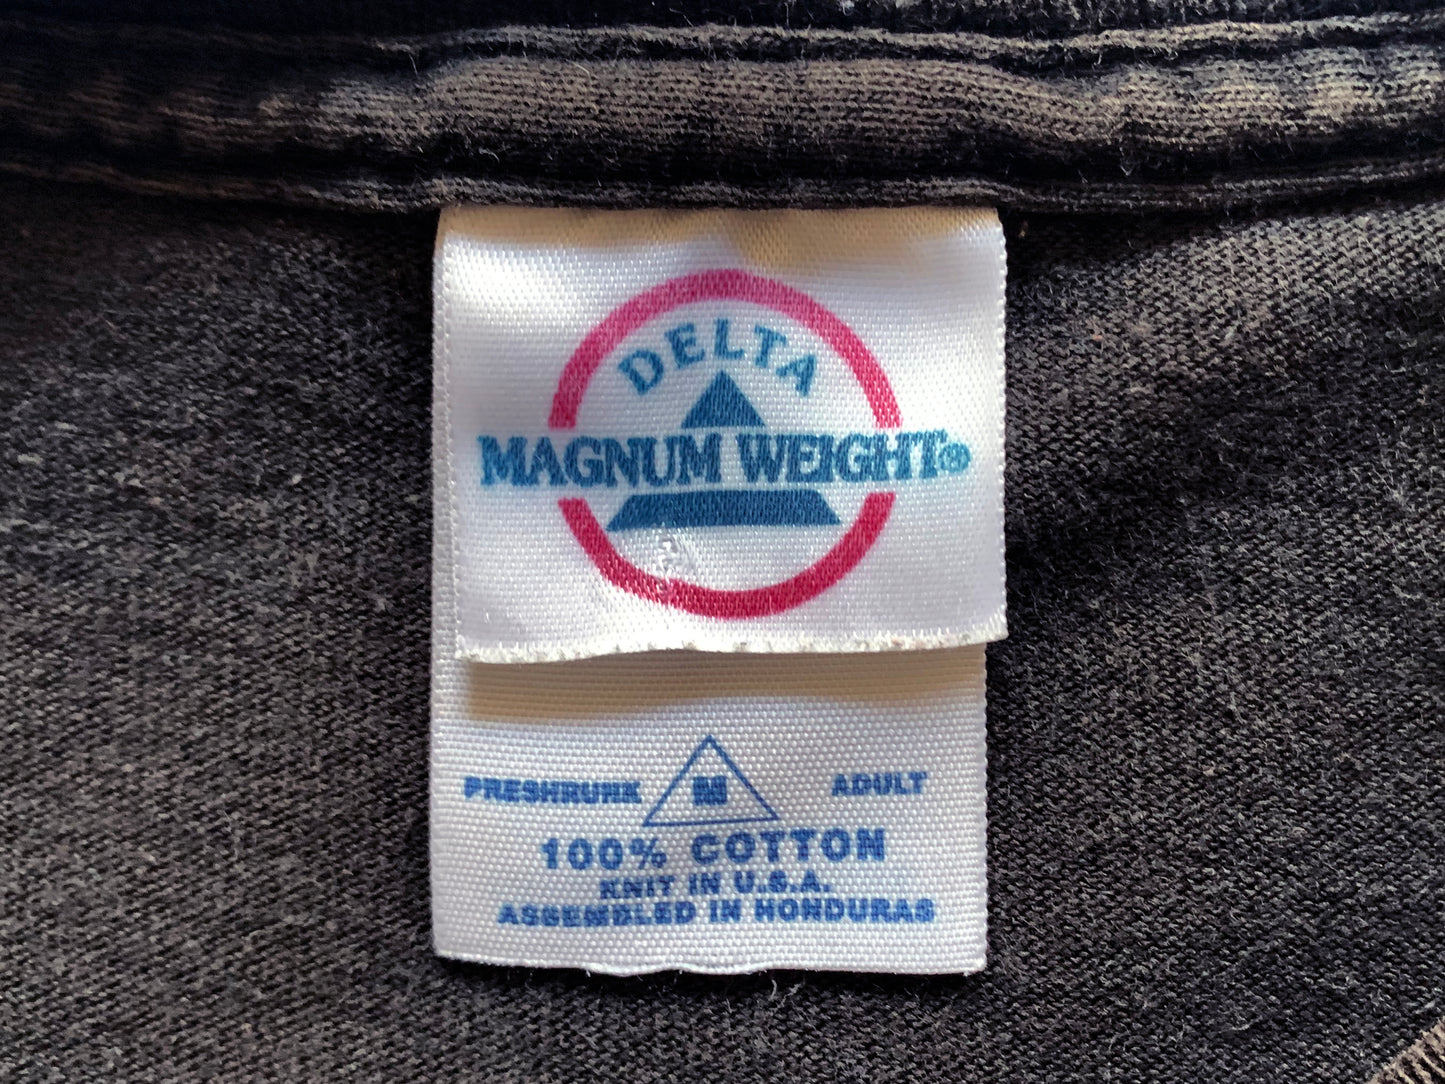 DELTA
MAGNUM WEIGHT®
PRESHRUNK M ADULT
100% COTTON
KNIT IN U.S.A.
ASSEMBLED IN HONDURAS